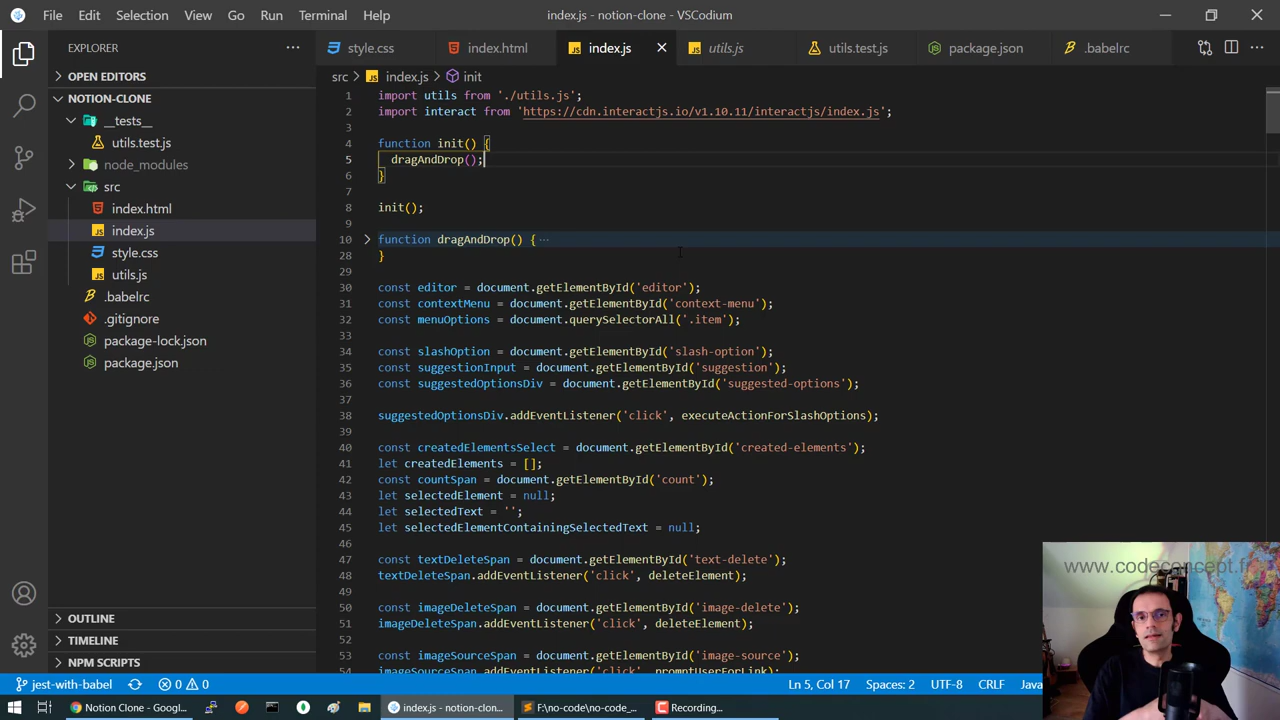 File Edit Selection View Go Run Terminal Help index.js - notion-clone - VSCodium
EXPLORER
OPEN EDITORS
NOTION-CLONE
__tests__
utils.test.js
node_modules
src
index.html
index.js
style.css
utils.js
.babelrc
.gitignore
package-lock.json
package.json
OUTLINE
TIMELINE
NPM SCRIPTS
style.css index.html index.js utils.js utils.test.js package.json .babelrc
src index.js init
1 import utils from './utils.js';
2 import interact from 'https://cdn.interactjs.io/v1.10.11/interactjs/index.js';
3
4 function init() {
5 dragAndDrop();
6 }
7
8 init();
9
10 function dragAndDrop() { ···
28 }
29
30 const editor = document.getElementById('editor');
31 const contextMenu = document.getElementById('context-menu');
32 const menuOptions = document.querySelectorAll('.item');
33
34 const slashOption = document.getElementById('slash-option');
35 const suggestionInput = document.getElementById('suggestion');
36 const suggestedOptionsDiv = document.getElementById('suggested-options');
37
38 suggestedOptionsDiv.addEventListener('click', executeActionForSlashOptions);
39
40 const createdElementsSelect = document.getElementById('created-elements');
41 let createdElements = [];
42 const countSpan = document.getElementById('count');
43 let selectedElement = null;
44 let selectedText = '';
45 let selectedElementContainingSelectedText = null;
46
47 const textDeleteSpan = document.getElementById('text-delete');
48 textDeleteSpan.addEventListener('click', deleteElement);
49
50 const imageDeleteSpan = document.getElementById('image-delete');
51 imageDeleteSpan.addEventListener('click', deleteElement);
52
53 const imageSourceSpan = document.getElementById('image-source');
54 imageSourceSpan.addEventListener('click', promptUserForLink);
www.codeconcept.fr
jest-with-babel 0 0 Ln 5, Col 17 Spaces: 2 UTF-8 CRLF Java
Notion Clone - Googl... index.js - notion-clon... F:\no-code\no-code_... Recording...